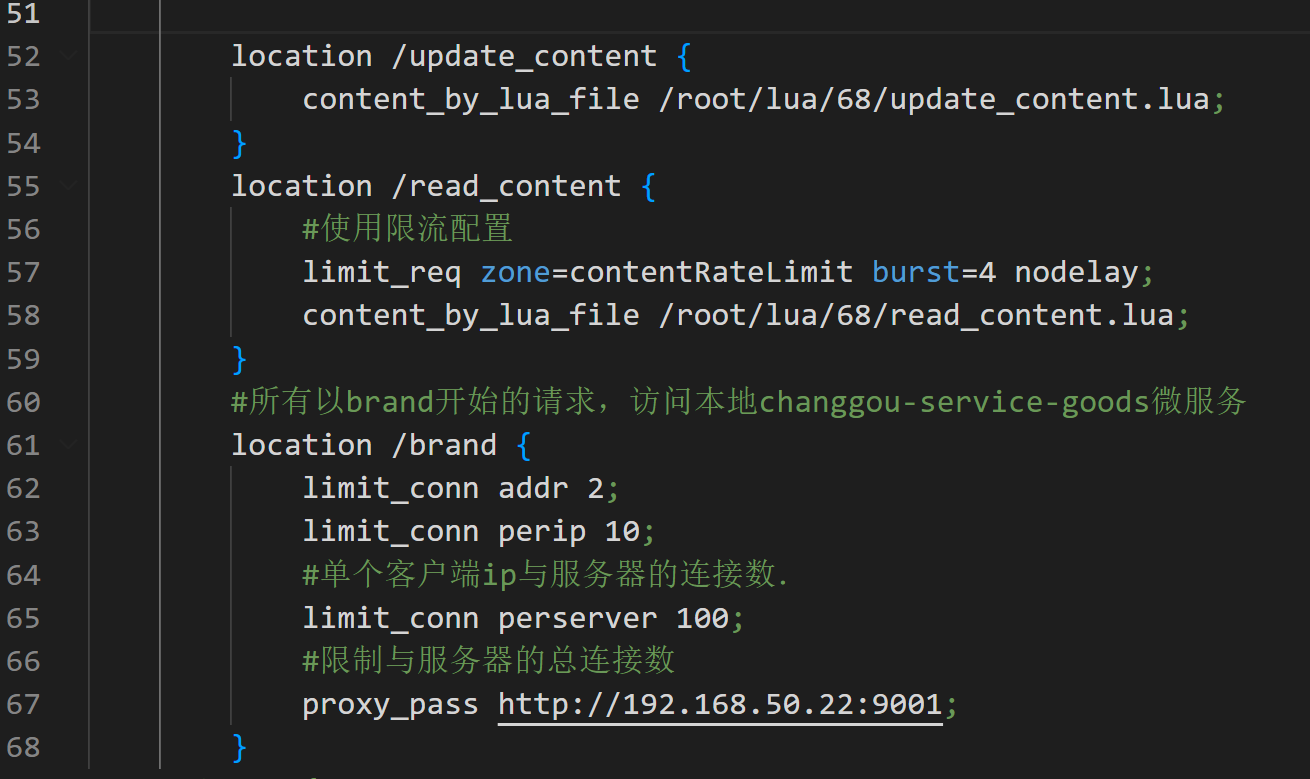 51
52 location /update_content {
53 content_by_lua_file /root/lua/68/update_content.lua;
54 }
55 location /read_content {
56 #使用限流配置
57 limit_req zone=contentRateLimit burst=4 nodelay;
58 content_by_lua_file /root/lua/68/read_content.lua;
59 }
60 #所有以brand开始的请求，访问本地changgou-service-goods微服务
61 location /brand {
62 limit_conn addr 2;
63 limit_conn perip 10;
64 #单个客户端ip与服务器的连接数.
65 limit_conn perserver 100;
66 #限制与服务器的总连接数
67 proxy_pass http://192.168.50.22:9001;
68 }